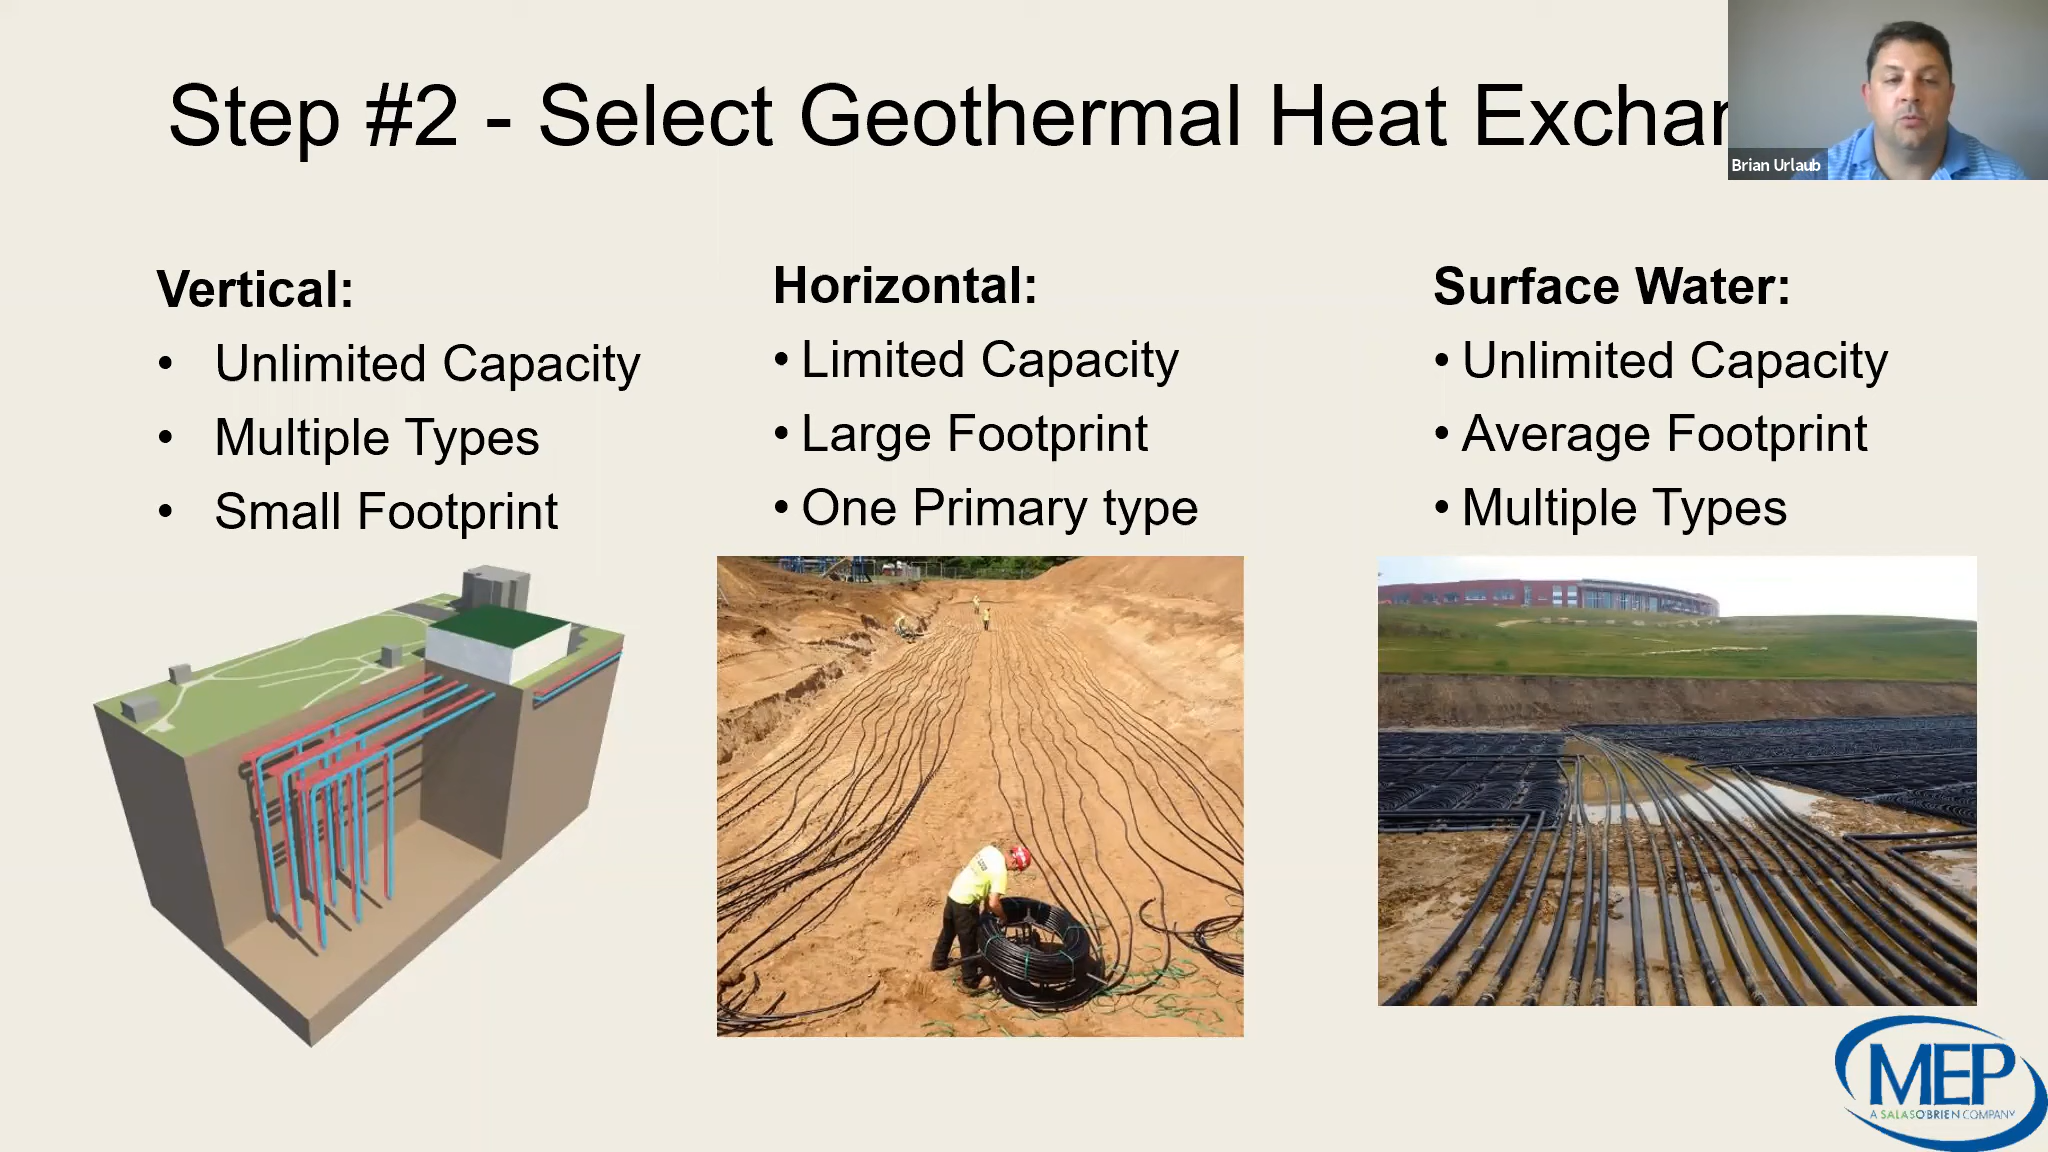 Step #2 - Select Geothermal Heat Exchan
Brian Urlaub
Vertical:
• Unlimited Capacity
• Multiple Types
• Small Footprint
Horizontal:
• Limited Capacity
• Large Footprint
• One Primary type
Surface Water:
• Unlimited Capacity
• Average Footprint
• Multiple Types
MEP
A SALASOBRIEN COMPANY